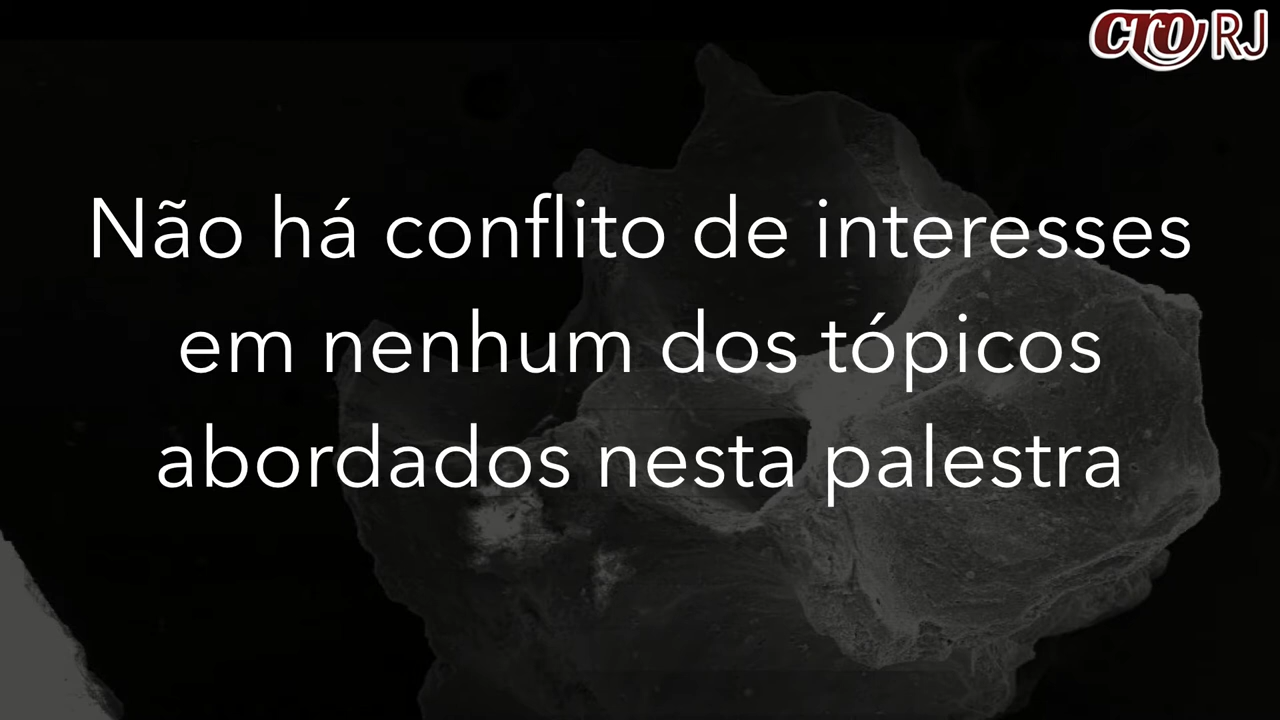 CTO RJ
Não há conflito de interesses
em nenhum dos tópicos
abordados nesta palestra